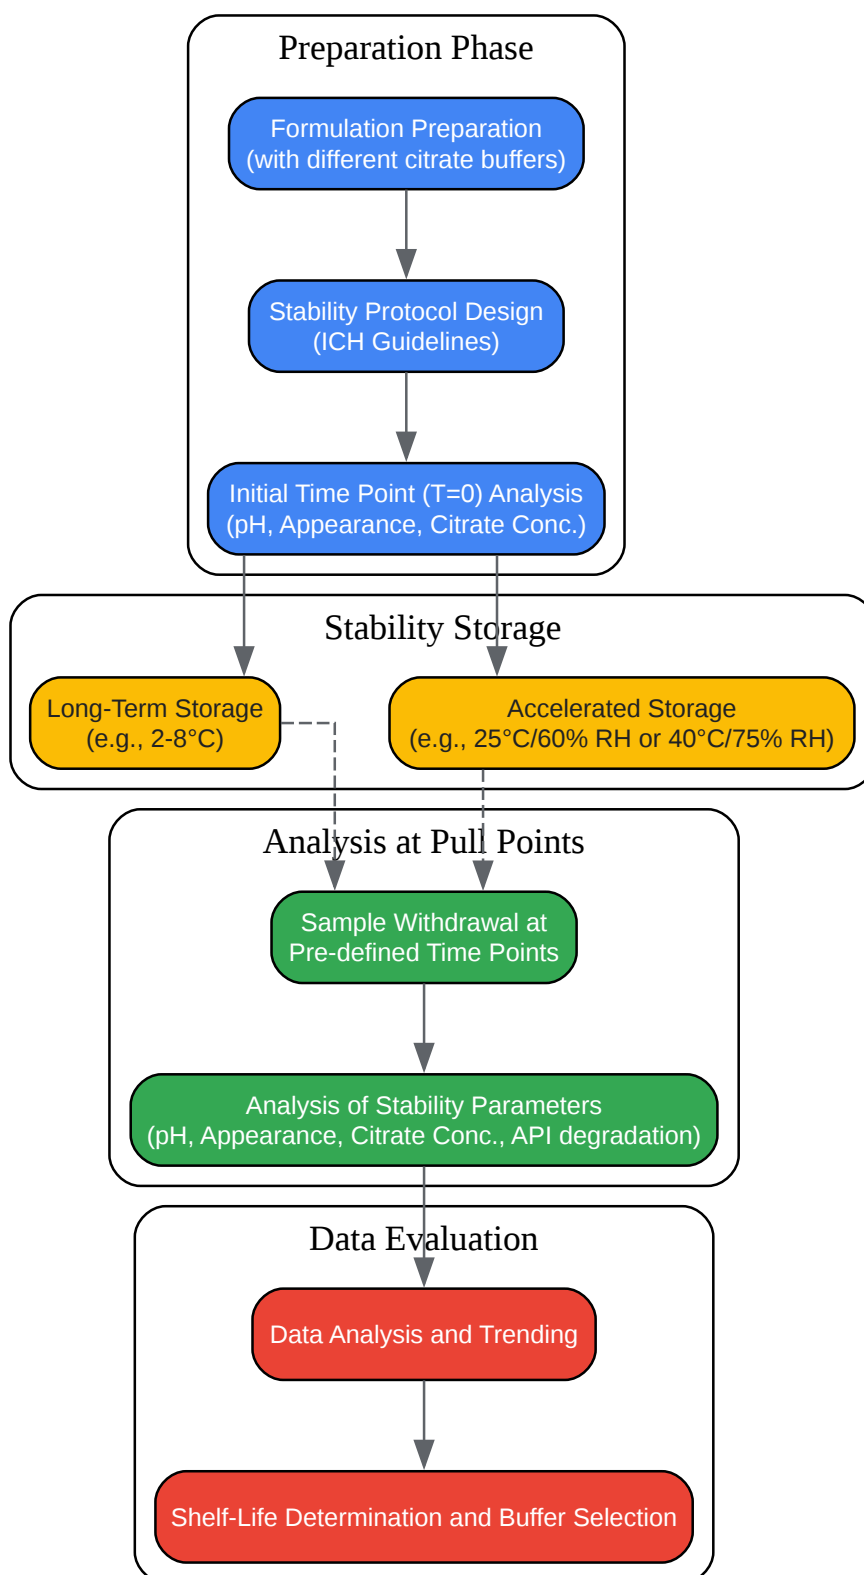 Preparation Phase
Formulation Preparation
(with different citrate buffers)
Stability Protocol Design
(ICH Guidelines)
Initial Time Point (T=0) Analysis
(pH, Appearance, Citrate Conc.)
Stability Storage
Long-Term Storage
(e.g., 2-8°C)
Accelerated Storage
(e.g., 25°C/60% RH or 40°C/75% RH)
Analysis at Pull Points
Sample Withdrawal at
Pre-defined Time Points
Analysis of Stability Parameters
(pH, Appearance, Citrate Conc., API degradation)
Data Evaluation
Data Analysis and Trending
Shelf-Life Determination and Buffer Selection